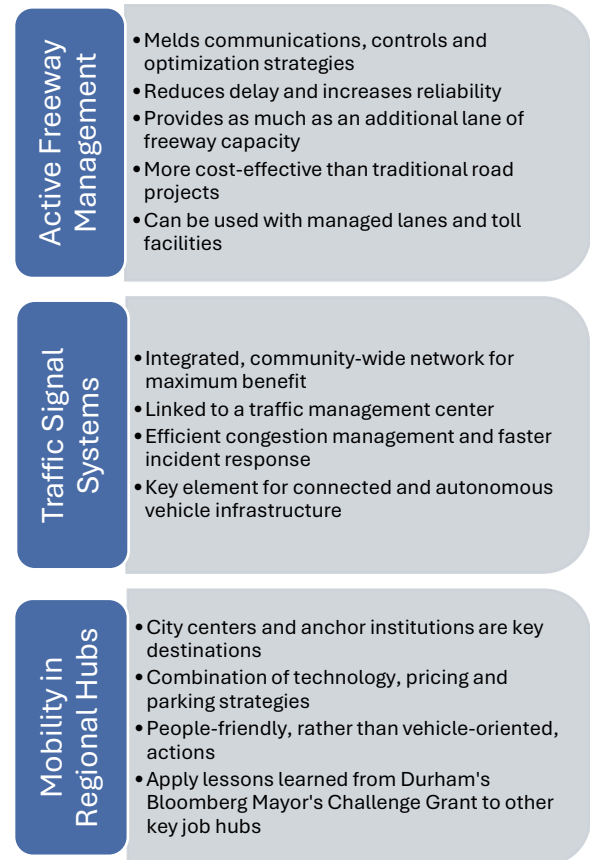 Active Freeway
Management
•Melds communications, controls and
optimization strategies
•Reduces delay and increases reliability
•Provides as much as an additional lane of
freeway capacity
•More cost-effective than traditional road
projects
•Can be used with managed lanes and toll
facilities
Traffic Signal
Systems
•Integrated, community-wide network for
maximum benefit
•Linked to a traffic management center
•Efficient congestion management and faster
incident response
•Key element for connected and autonomous
vehicle infrastructure
Mobility in
Regional Hubs
•City centers and anchor institutions are key
destinations
•Combination of technology, pricing and
parking strategies
•People-friendly, rather than vehicle-oriented,
actions
•Apply lessons learned from Durham's
Bloomberg Mayor's Challenge Grant to other
key job hubs